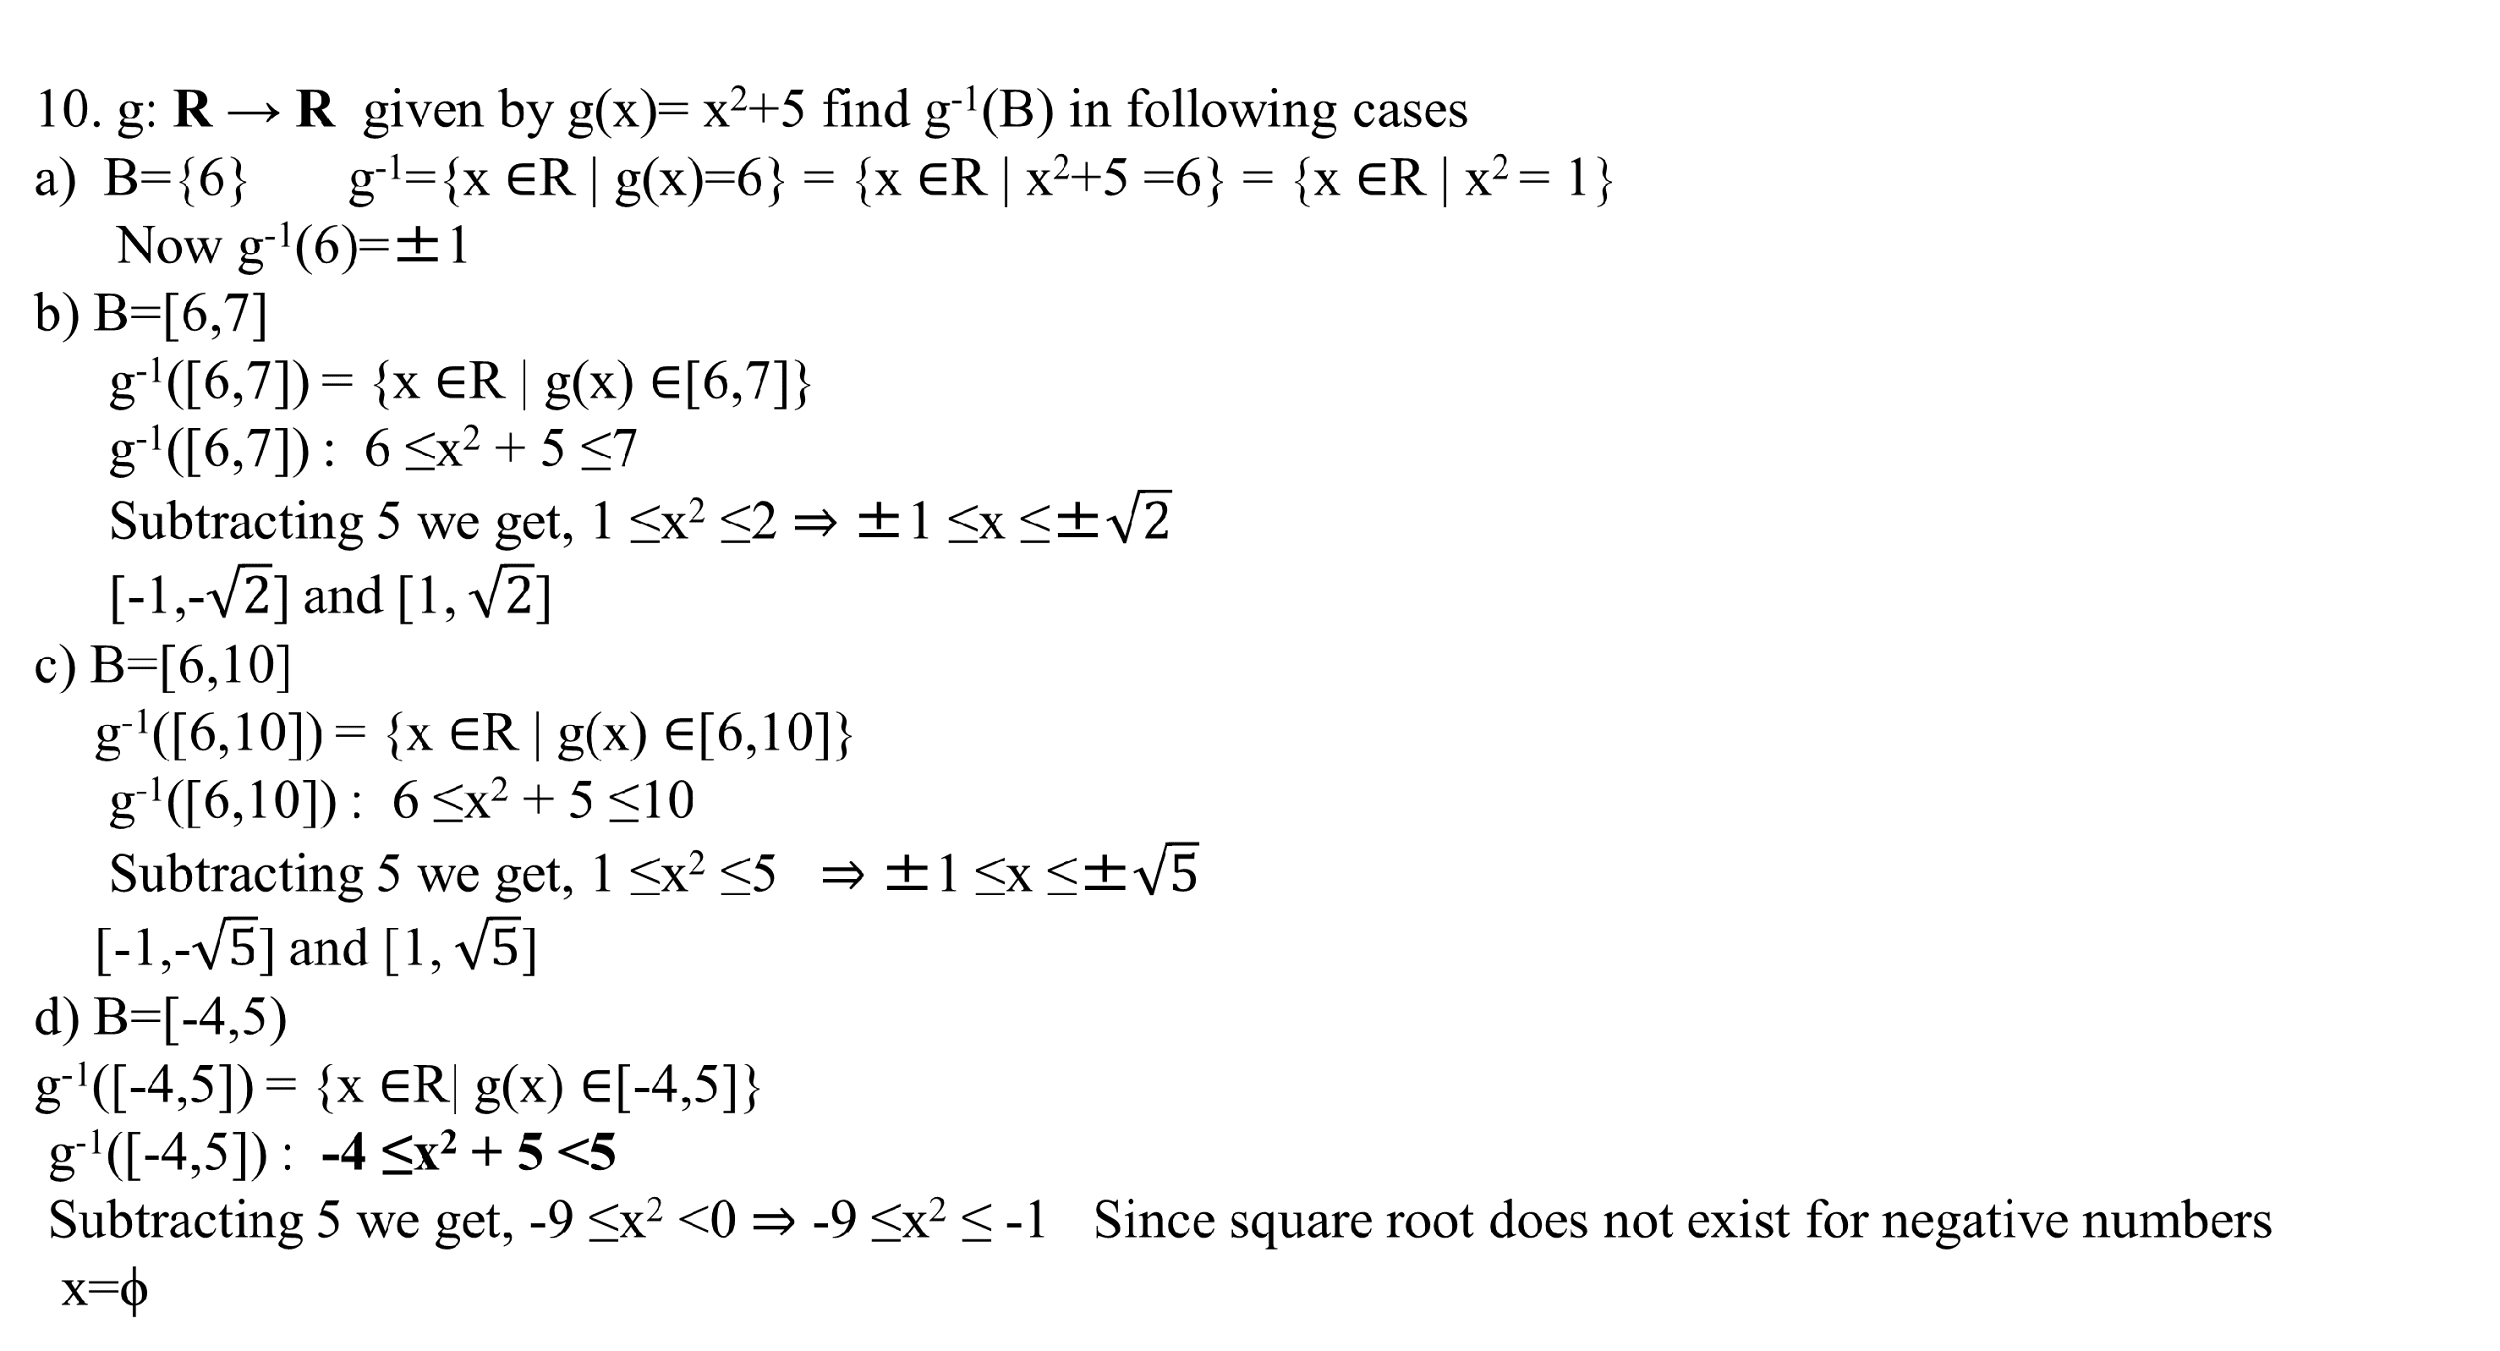 10. g: R ⟶ R given by g(x)= x²+5 find g⁻¹(B) in following cases
a) B={6} g⁻¹={x ∈R | g(x)=6} = {x ∈R | x²+5 =6} = {x ∈R | x² = 1}
Now g⁻¹(6)=±1
b) B=[6,7]
g⁻¹([6,7]) = {x ∈R | g(x) ∈[6,7]}
g⁻¹([6,7]) : 6 ≤x² + 5 ≤7
Subtracting 5 we get, 1 ≤x² ≤2 ⇒ ±1 ≤x ≤±√2
[-1,-√2] and [1, √2]
c) B=[6,10]
g⁻¹([6,10]) = {x ∈R | g(x) ∈[6,10]}
g⁻¹([6,10]) : 6 ≤x² + 5 ≤10
Subtracting 5 we get, 1 ≤x² ≤5 ⇒ ±1 ≤x ≤±√5
[-1,-√5] and [1, √5]
d) B=[-4,5)
g⁻¹([-4,5]) = {x ∈R| g(x) ∈[-4,5]}
g⁻¹([-4,5]) : -4 ≤x² + 5 <5
Subtracting 5 we get, -9 ≤x² <0 ⇒ -9 ≤x² ≤ -1 Since square root does not exist for negative numbers
x=ϕ